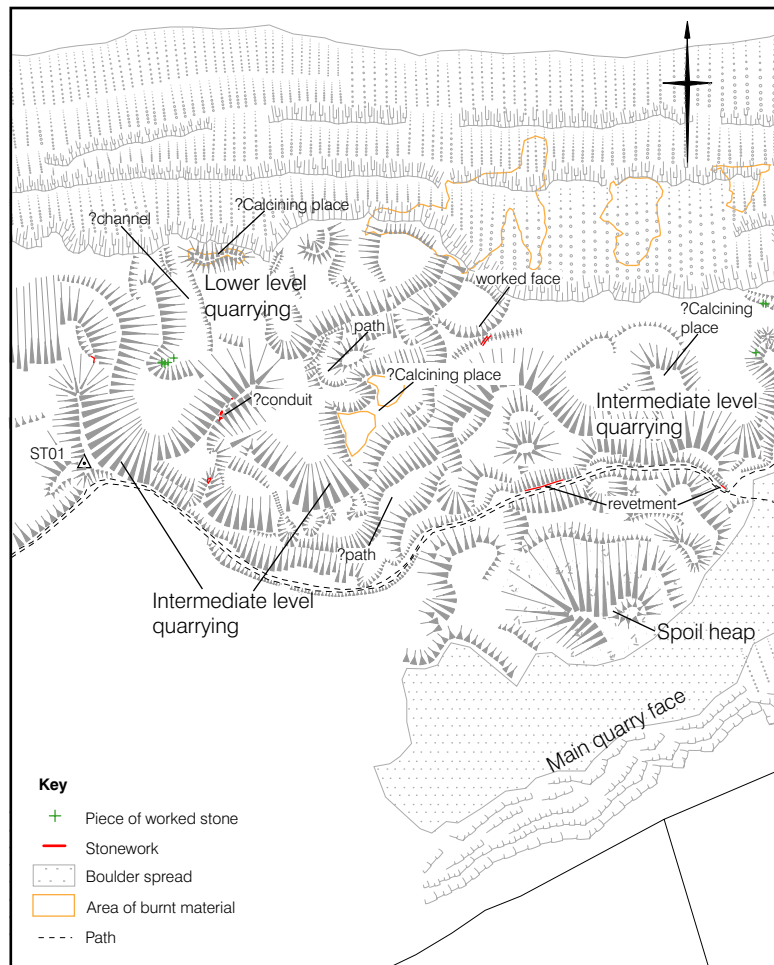 ?channel
?Calcining place
Lower level
quarrying
worked face
path
?Calcining
place
?Calcining place
?conduit
Intermediate level
quarrying
ST01
revetment
?path
Intermediate level
quarrying
Spoil heap
Main quarry face
Key
Piece of worked stone
Stonework
Boulder spread
Area of burnt material
Path